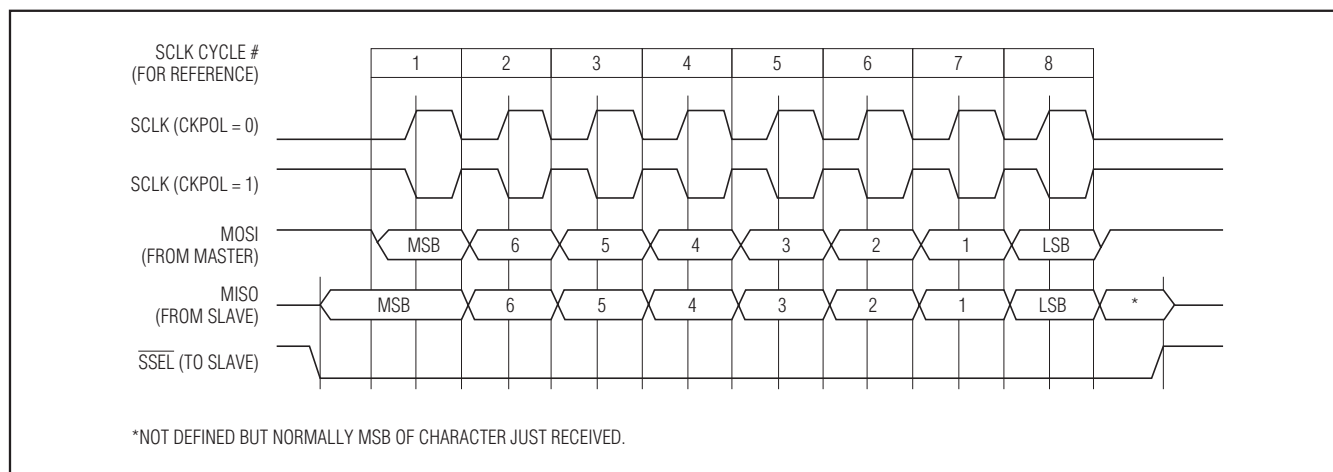 SCLK CYCLE #
(FOR REFERENCE)
1 2 3 4 5 6 7 8
SCLK (CKPOL = 0)
SCLK (CKPOL = 1)
MOSI
(FROM MASTER)
MSB 6 5 4 3 2 1 LSB
MISO
(FROM SLAVE)
MSB 6 5 4 3 2 1 LSB *
SSEL (TO SLAVE)
*NOT DEFINED BUT NORMALLY MSB OF CHARACTER JUST RECEIVED.